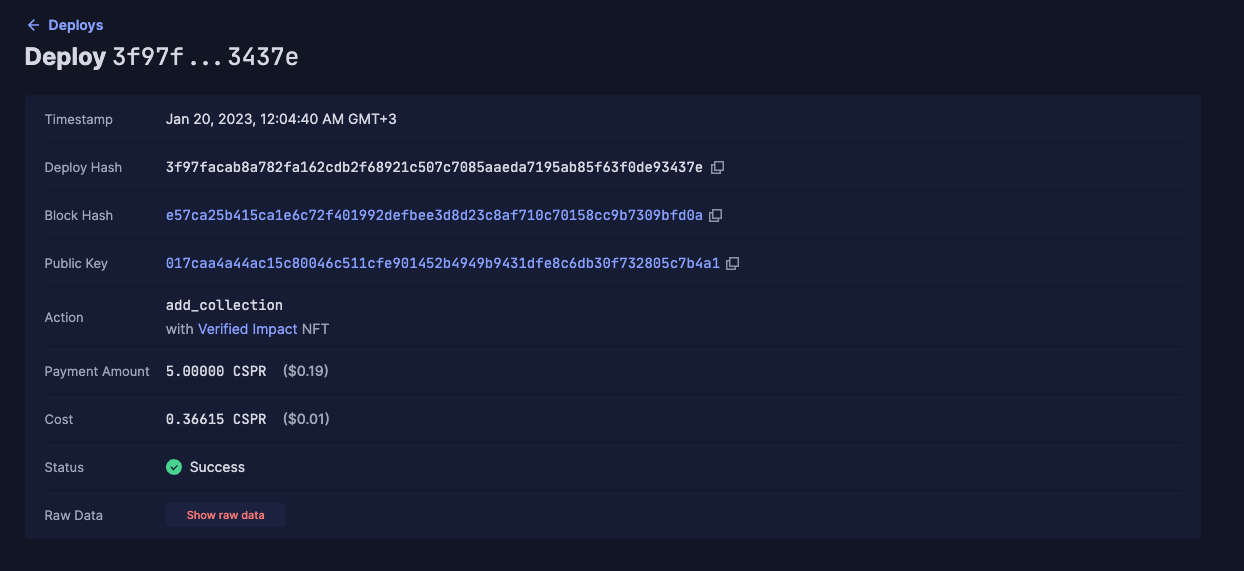 ← Deploys
Deploy 3f97f...3437e
Timestamp Jan 20, 2023, 12:04:40 AM GMT+3
Deploy Hash 3f97facab8a782fa162cdb2f68921c507c7085aaeda7195ab85f63f0de93437e
Block Hash e57ca25b415ca1e6c72f401992defbee3d8d23c8af710c70158cc9b7309bfd0a
Public Key 017caa4a44ac15c80046c511cfe901452b4949b9431dfe8c6db30f732805c7b4a1
Action add_collection
with Verified Impact NFT
Payment Amount 5.00000 CSPR ($0.19)
Cost 0.36615 CSPR ($0.01)
Status Success
Raw Data Show raw data